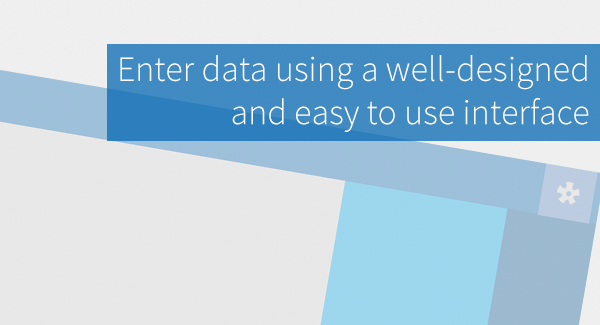 Enter data using a well-designed
and easy to use interface